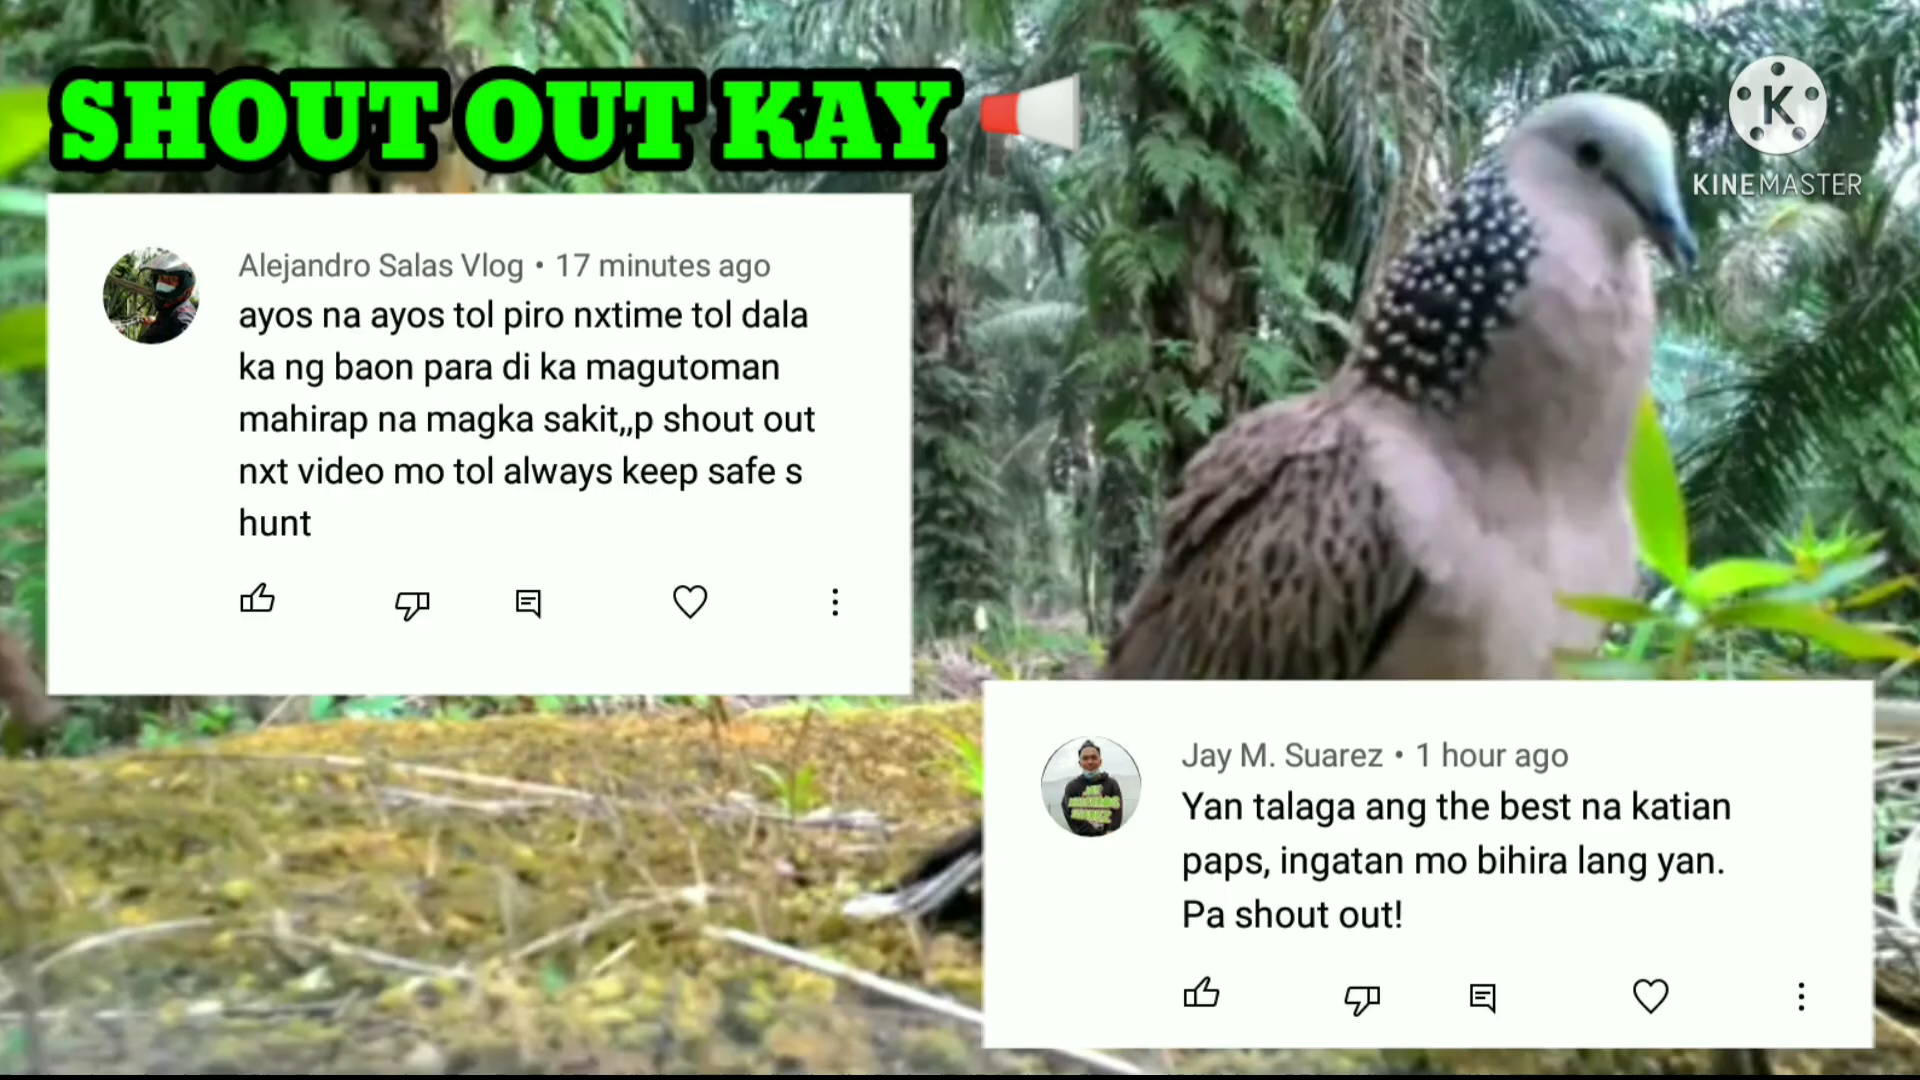 SHOUT OUT KAY
KINEMASTER
Alejandro Salas Vlog • 17 minutes ago
ayos na ayos tol piro nxtime tol dala
ka ng baon para di ka magutoman
mahirap na magka sakit,,p shout out
nxt video mo tol always keep safe s
hunt
Jay M. Suarez • 1 hour ago
Yan talaga ang the best na katian
paps, ingatan mo bihira lang yan.
Pa shout out!